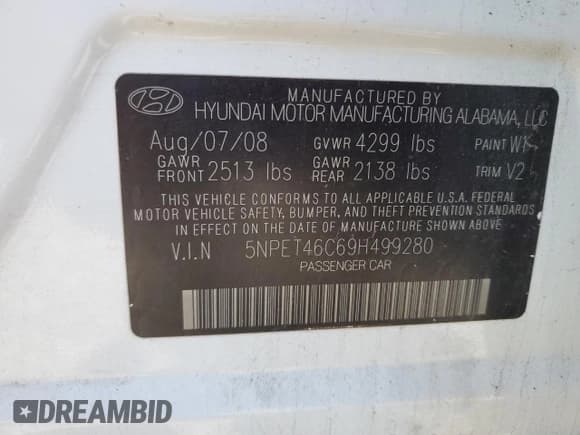 MANUFACTURED BY
HYUNDAI MOTOR MANUFACTURING ALABAMA, LLC
Aug/07/08 GVWR 4299 lbs PAINT W1
GAWR FRONT 2513 lbs GAWR REAR 2138 lbs TRIM V2
THIS VEHICLE CONFORMS TO ALL APPLICABLE U.S.A. FEDERAL
MOTOR VEHICLE SAFETY, BUMPER, AND THEFT PREVENTION STANDARDS
IN EFFECT ON THE DATE OF MANUFACTURE SHOWN ABOVE
V.I.N 5NPET46C69H499280
PASSENGER CAR
DREAMBID